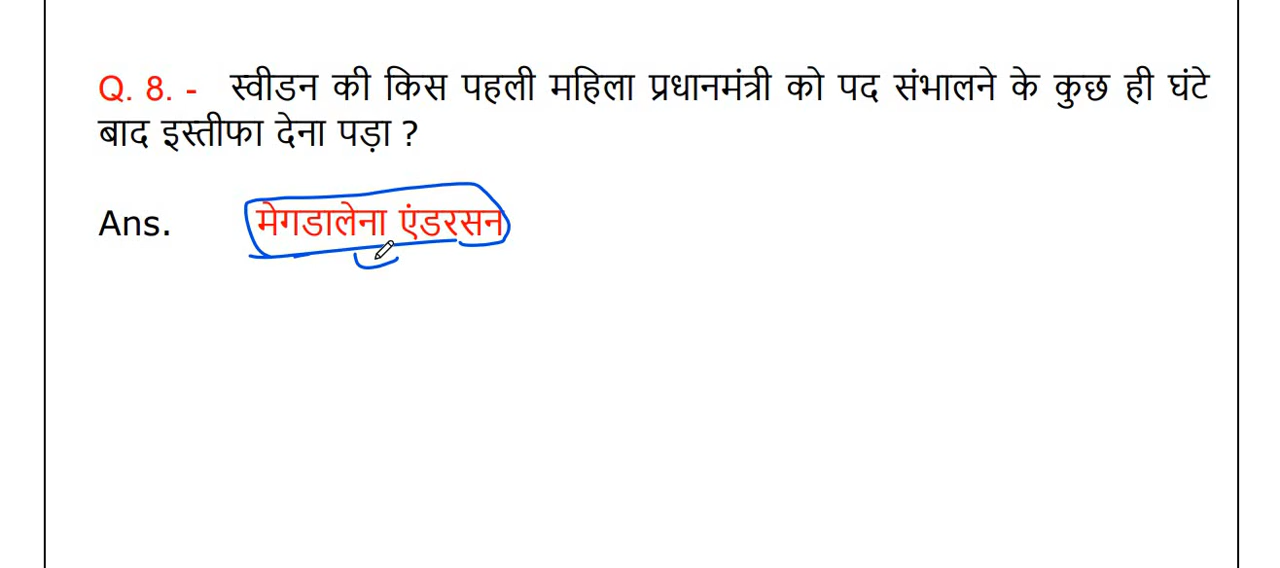 Q. 8. - स्वीडन की किस पहली महिला प्रधानमंत्री को पद संभालने के कुछ ही घंटे
बाद इस्तीफा देना पड़ा ?
Ans. मेगडालेना एंडरसन